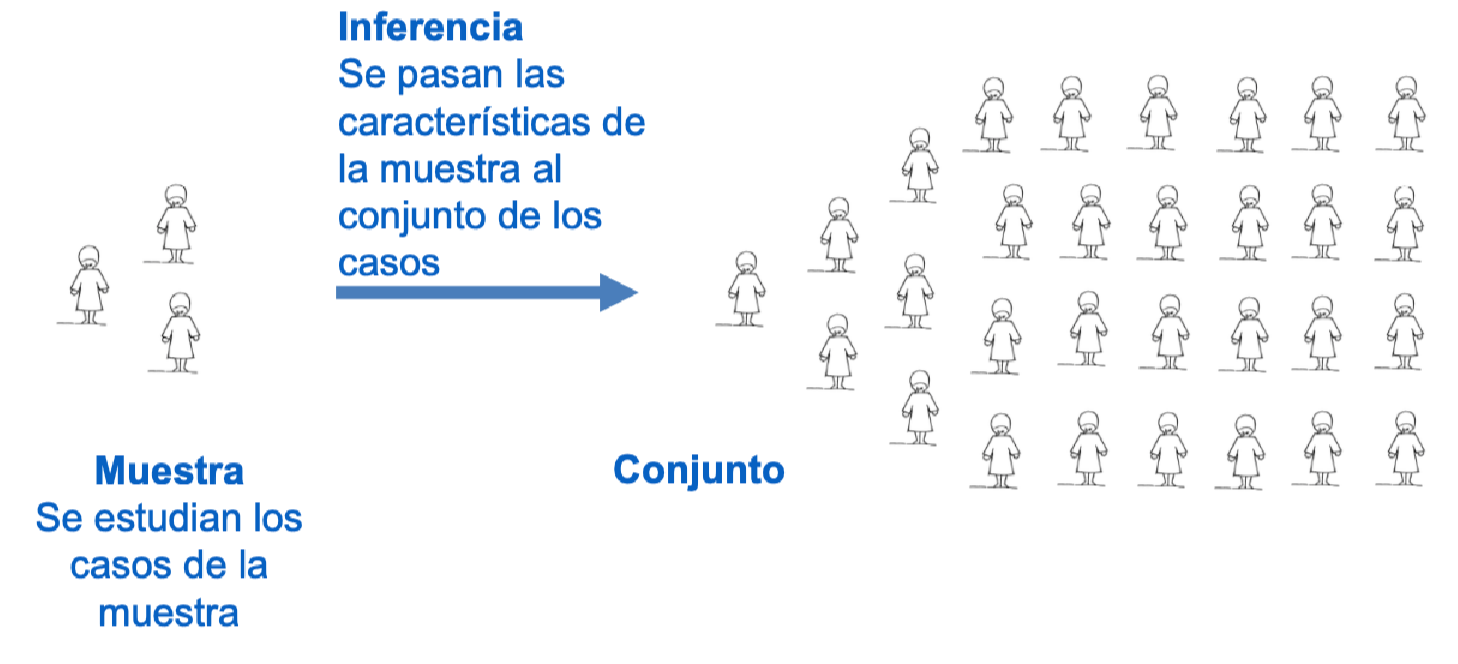 Inferencia
Se pasan las
características de
la muestra al
conjunto de los
casos
Muestra
Se estudian los
casos de la
muestra
Conjunto